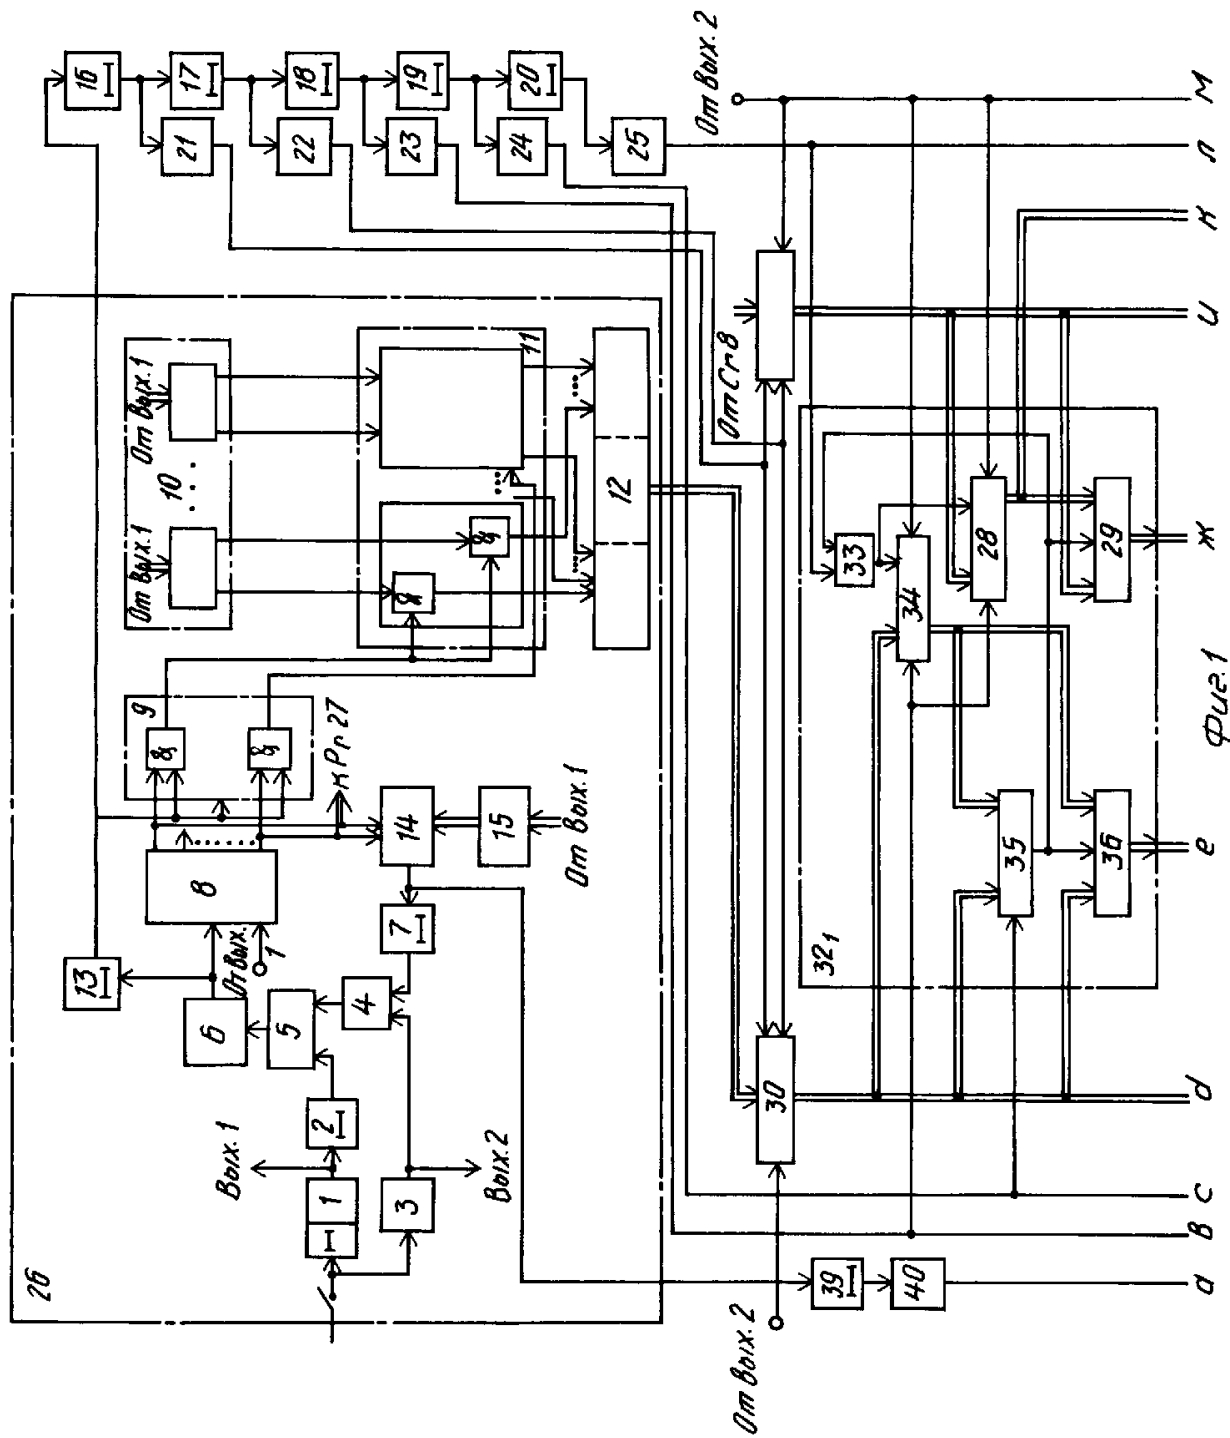 26
I 1
2 I
3
Вых. 1
Вых. 2
4
5
6
7 I
8
От Вых. 1
9
&
&
к Рг 27
13 I
14
15
От Вых. 1
10
От Вых. 1
От Вых. 1
. . .
11
&
&
12
16 I
17 I
18 I
19 I
20 I
21
22
23
24
25
От Вых. 2
От Вых. 2
От Сг 8
30
32₁
33
34
28
29
35
36
39 I
40
а
в
с
d
е
ж
и
к
л
м
Фиг. 1